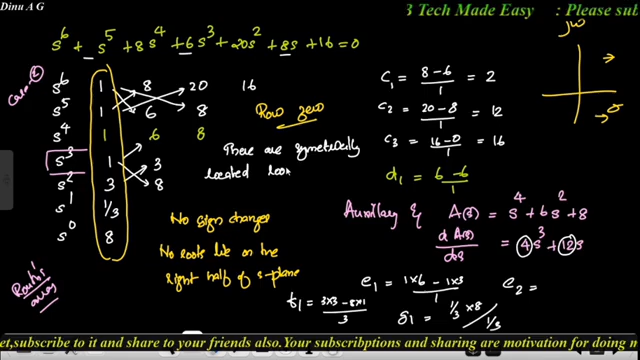 Dinu A G
3 Tech Made Easy : Please sub
s⁶ + s⁵ + 8s⁴ + 6s³ + 20s² + 8s + 16 = 0
jω
σ
Case-2
s⁶ 1 8 20 16
s⁵ 1 6 8
s⁴ 1 6 8
s³ 1 3
s² 3 8
s¹ 1/3
s⁰ 8
Row zero
There are symetrically
located
No sign changes
No roots lie on the
right half of s-plane
Routh's
array
C₁ = 8-6/1 = 2
C₂ = 20-8/1 = 12
C₃ = 16-0/1 = 16
d₁ = 6-6/1
Auxiliary Eq A(s) = s⁴ + 6s² + 8
dA(s)/ds = 4s³ + 12s
e₁ = 1×6 - 1×3/1 e₂ =
f₁ = 3×3 - 8×1/3 g₁ = 1/3 × 8 / 1/3
et,subscribe to it and share to your friends also.Your subscriptions and sharing are motivation for doing m